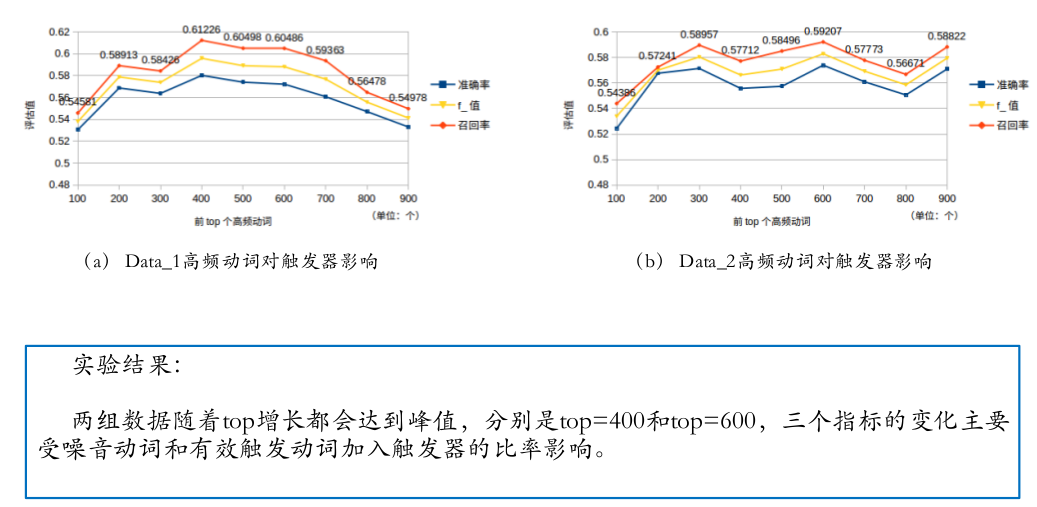 0.62
0.6
0.58
0.56
0.54
0.52
0.5
0.48
评估值
0.54581
0.58913
0.58426
0.61226
0.60498
0.60486
0.59363
0.56478
0.54978
100 200 300 400 500 600 700 800 900
前 top 个高频动词
（单位：个）
准确率
f_ 值
召回率
（a） Data_1高频动词对触发器影响
0.6
0.58
0.56
0.54
0.52
0.5
0.48
评估值
0.54386
0.57241
0.58957
0.57712
0.58496
0.59207
0.57773
0.56671
0.58822
100 200 300 400 500 600 700 800 900
前 top 个高频动词
（单位：个）
准确率
f_ 值
召回率
（b） Data_2高频动词对触发器影响
实验结果：
两组数据随着top增长都会达到峰值，分别是top=400和top=600，三个指标的变化主要
受噪音动词和有效触发动词加入触发器的比率影响。